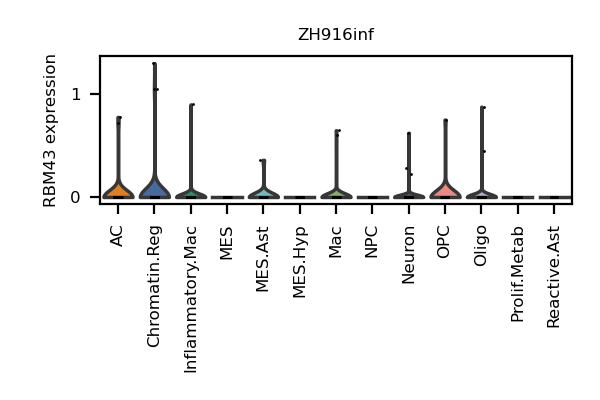 ZH916inf
RBM43 expression
1
0
AC
Chromatin.Reg
Inflammatory.Mac
MES
MES.Ast
MES.Hyp
Mac
NPC
Neuron
OPC
Oligo
Prolif.Metab
Reactive.Ast